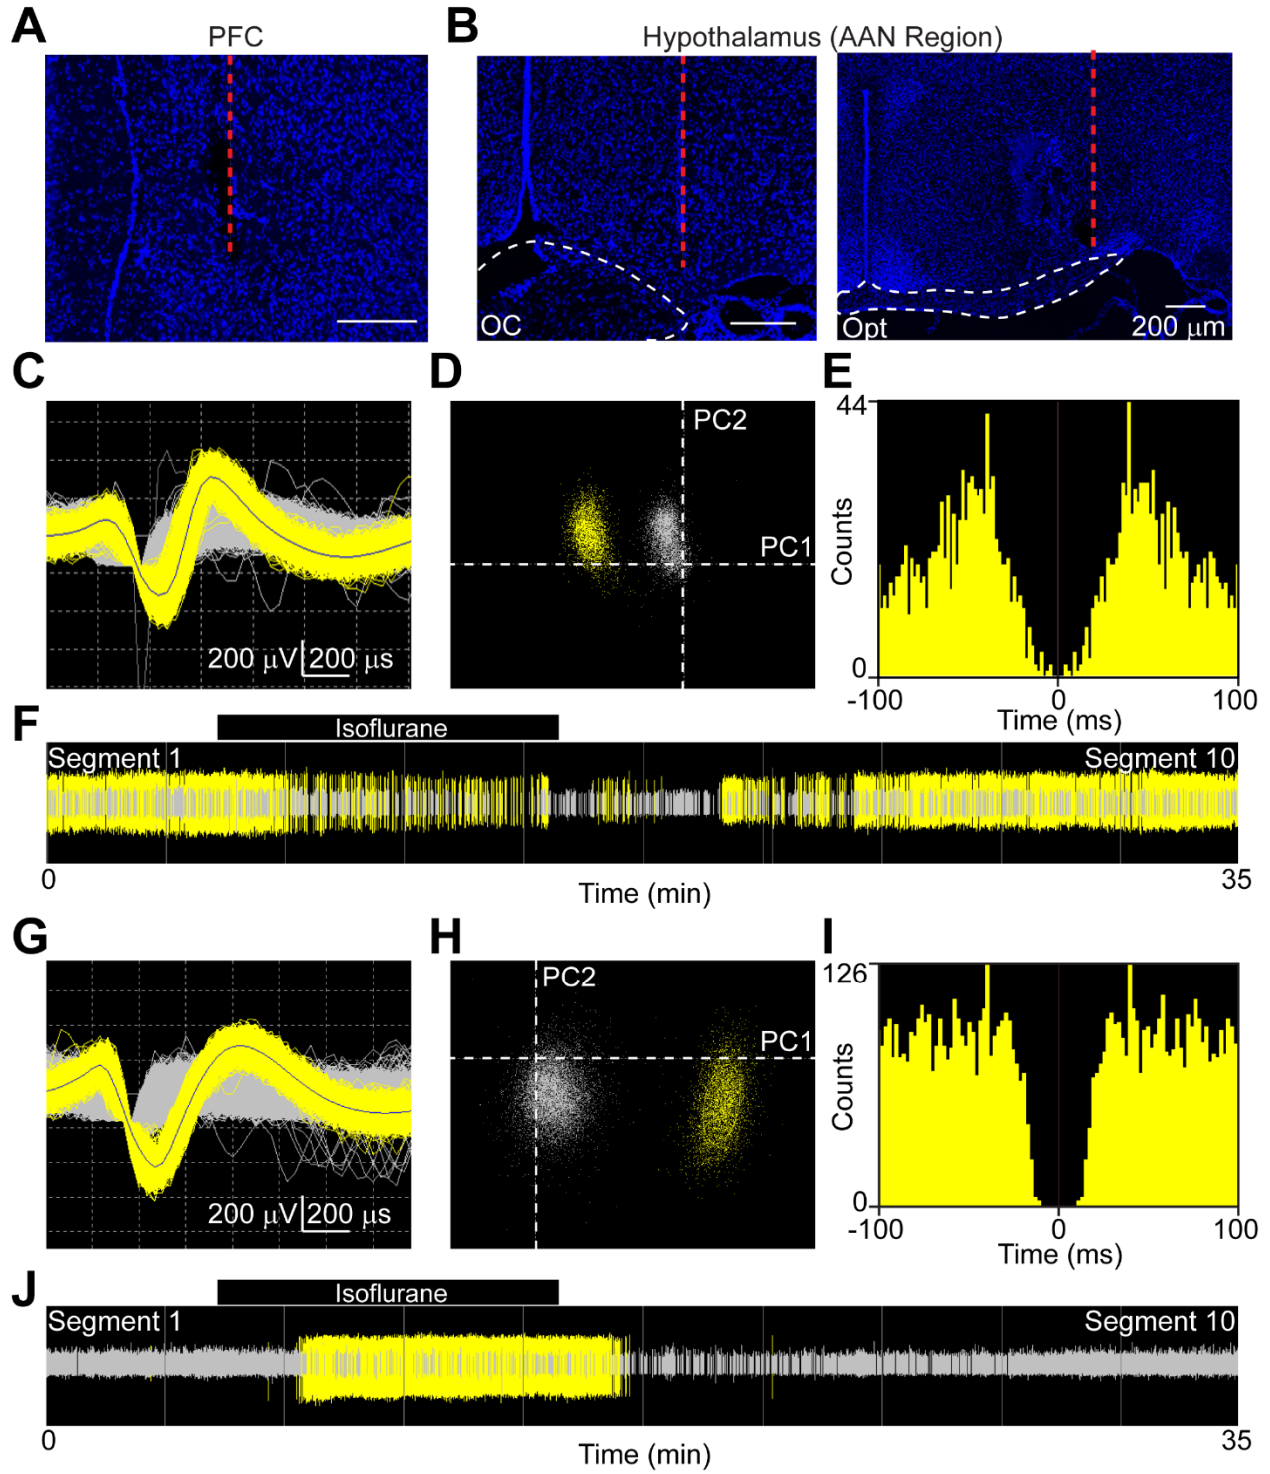 A
PFC
B
Hypothalamus (AAN Region)
OC
Opt
200 μm
C
200 μV
200 μs
D
PC2
PC1
E
44
Counts
0
-100
0
100
Time (ms)
F
Isoflurane
Segment 1
Segment 10
0
Time (min)
35
G
200 μV
200 μs
H
PC2
PC1
I
126
Counts
0
-100
0
100
Time (ms)
J
Isoflurane
Segment 1
Segment 10
0
Time (min)
35